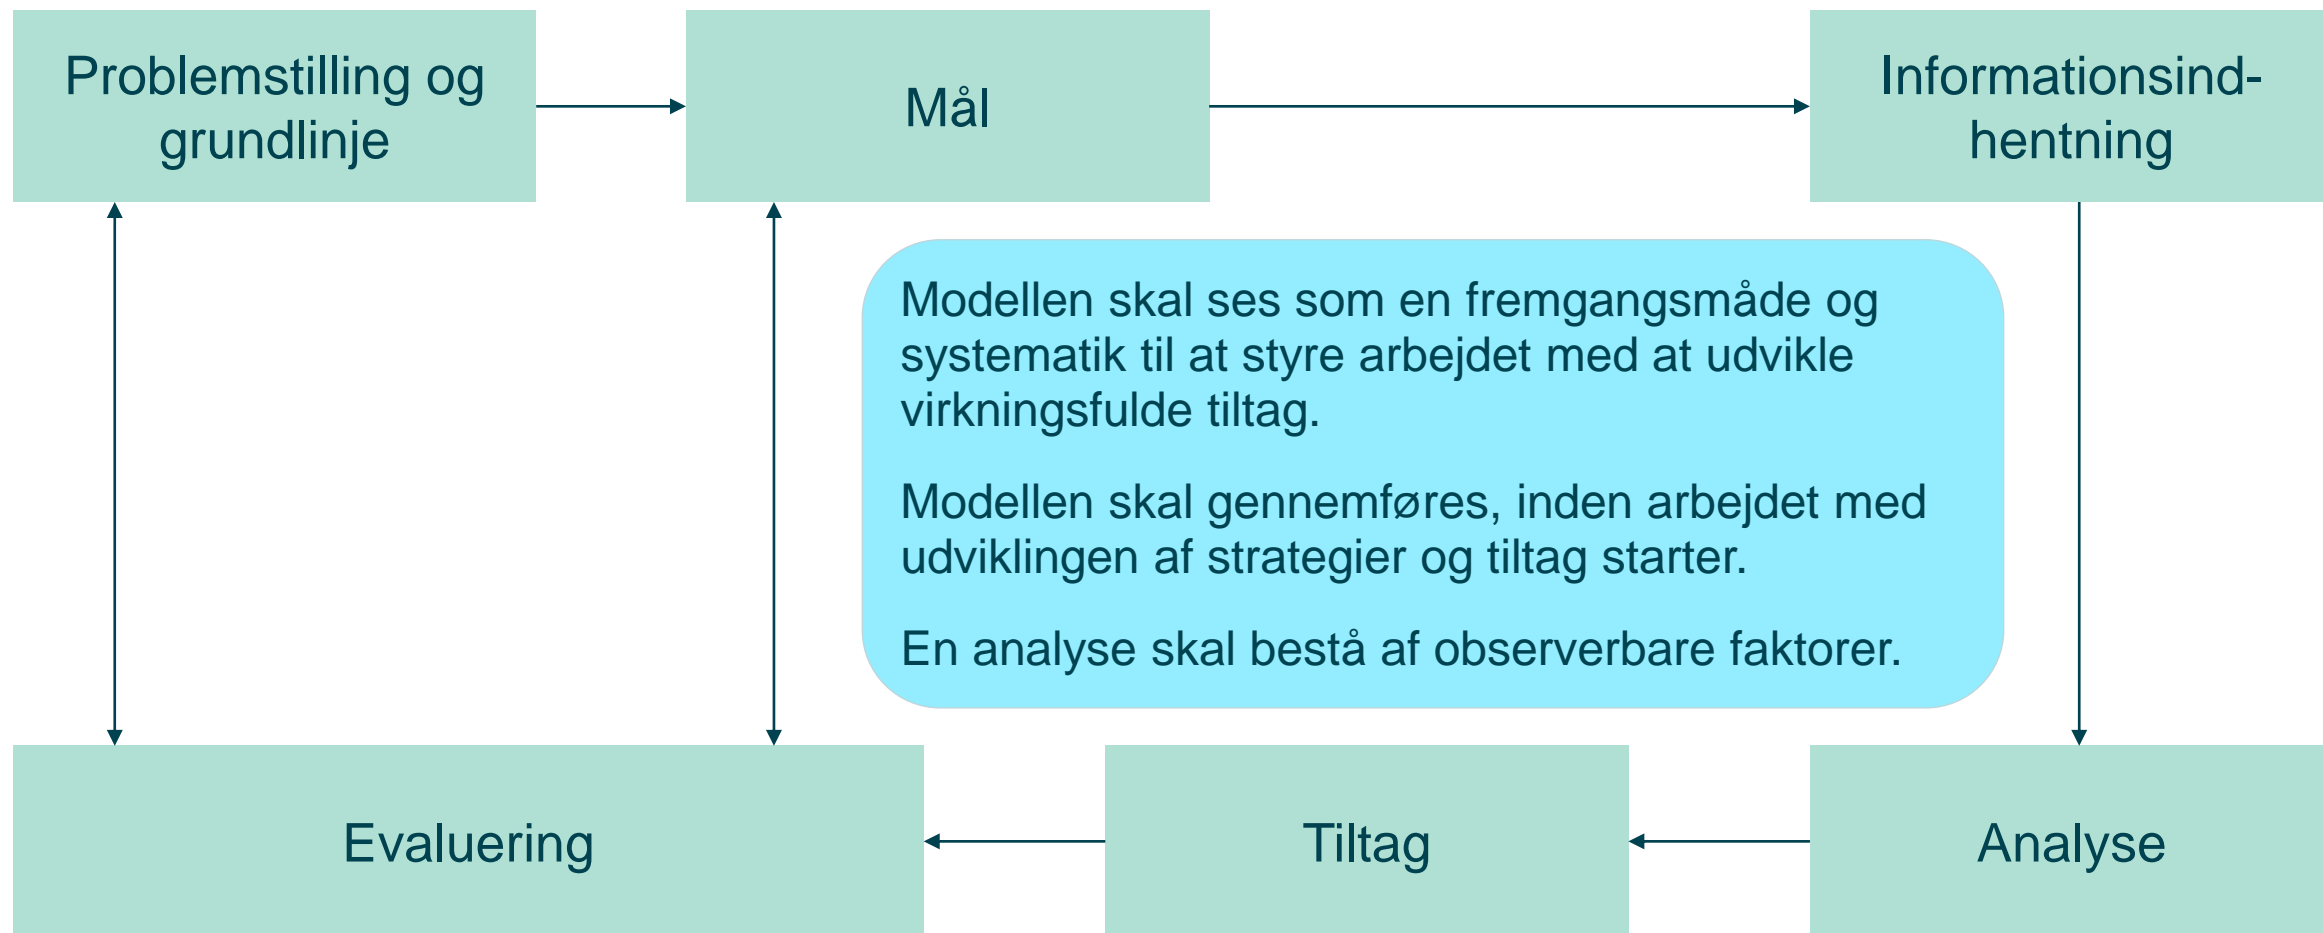 Problemstilling og
grundlinje
Mål
Informationsind-
hentning
Modellen skal ses som en fremgangsmåde og
systematik til at styre arbejdet med at udvikle
virkningsfulde tiltag.
Modellen skal gennemføres, inden arbejdet med
udviklingen af strategier og tiltag starter.
En analyse skal bestå af observerbare faktorer.
Evaluering
Tiltag
Analyse